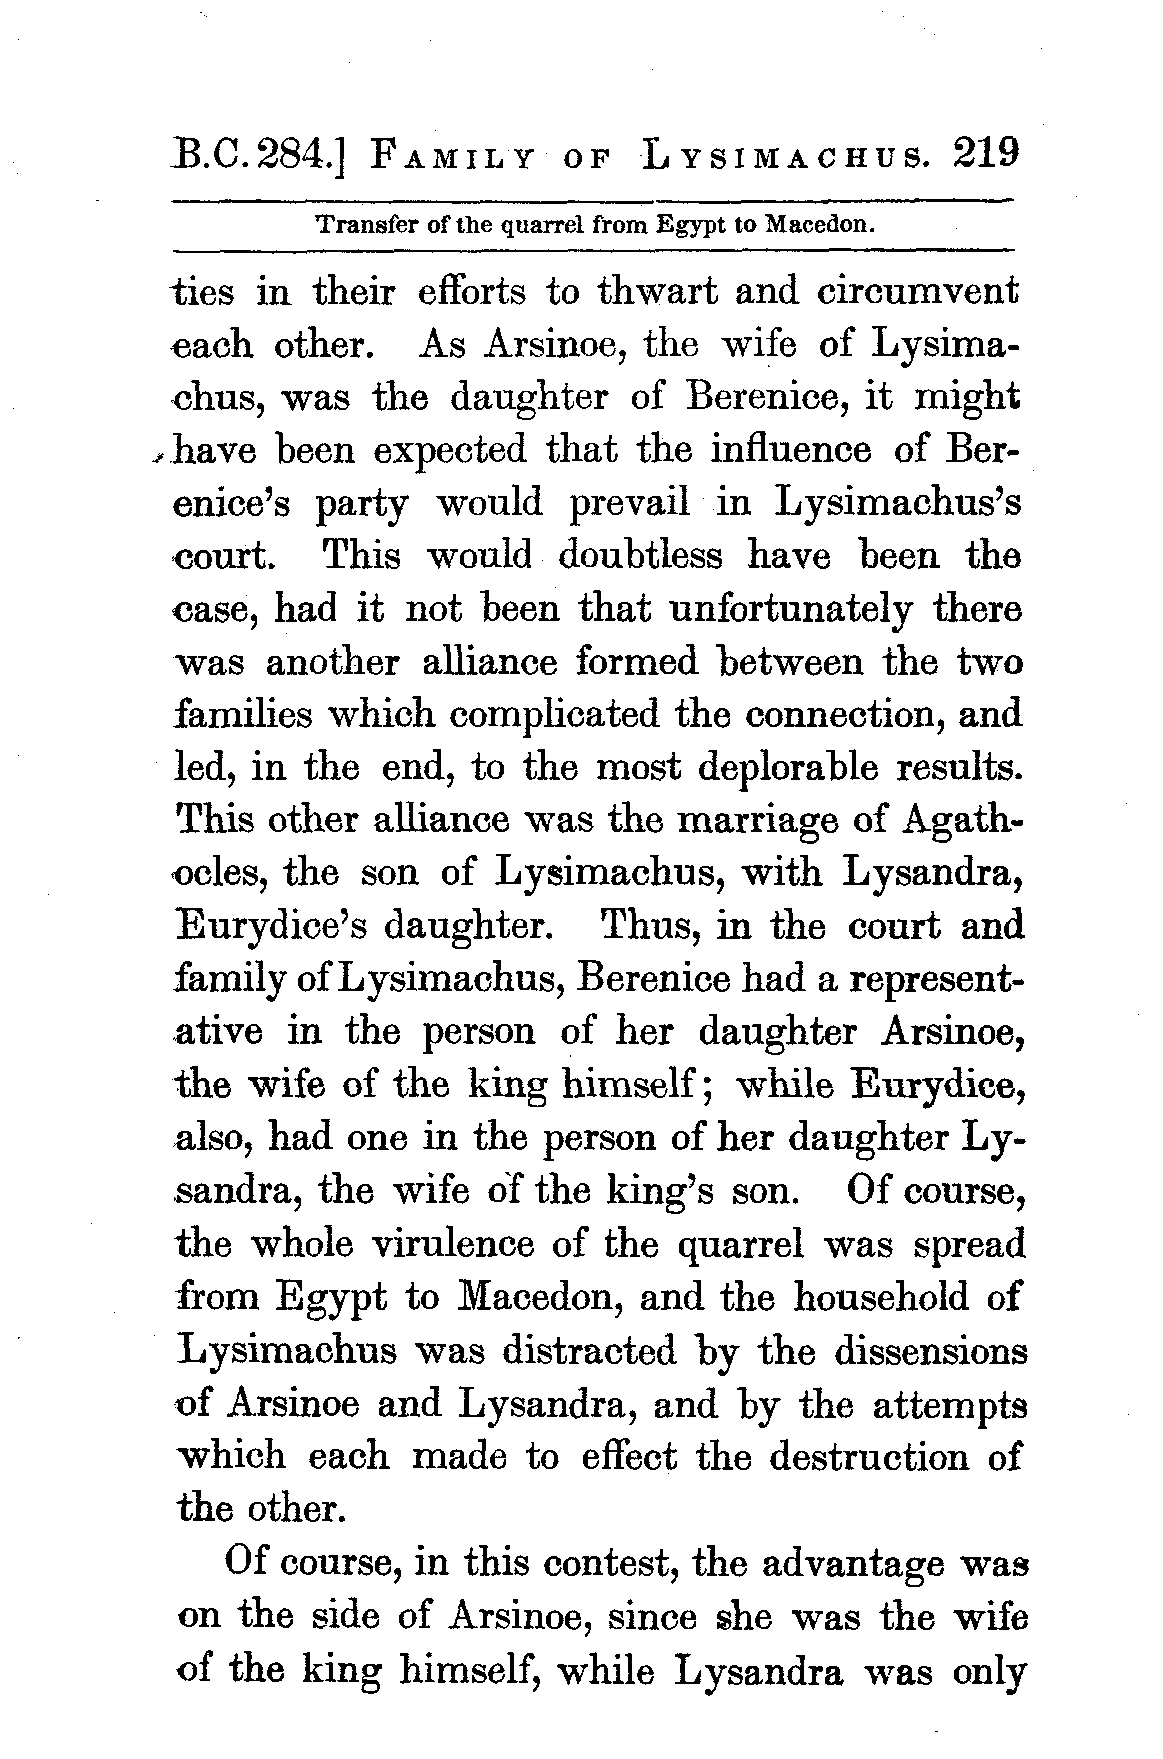 B.C. 284.] FAMILY OF LYSIMACHUS. 219
Transfer of the quarrel from Egypt to Macedon.
ties in their efforts to thwart and circumvent
each other. As Arsinoe, the wife of Lysima-
chus, was the daughter of Berenice, it might
have been expected that the influence of Ber-
enice's party would prevail in Lysimachus's
court. This would doubtless have been the
case, had it not been that unfortunately there
was another alliance formed between the two
families which complicated the connection, and
led, in the end, to the most deplorable results.
This other alliance was the marriage of Agath-
ocles, the son of Lysimachus, with Lysandra,
Eurydice's daughter. Thus, in the court and
family of Lysimachus, Berenice had a represent-
ative in the person of her daughter Arsinoe,
the wife of the king himself; while Eurydice,
also, had one in the person of her daughter Ly-
sandra, the wife of the king's son. Of course,
the whole virulence of the quarrel was spread
from Egypt to Macedon, and the household of
Lysimachus was distracted by the dissensions
of Arsinoe and Lysandra, and by the attempts
which each made to effect the destruction of
the other.
Of course, in this contest, the advantage was
on the side of Arsinoe, since she was the wife
of the king himself, while Lysandra was only